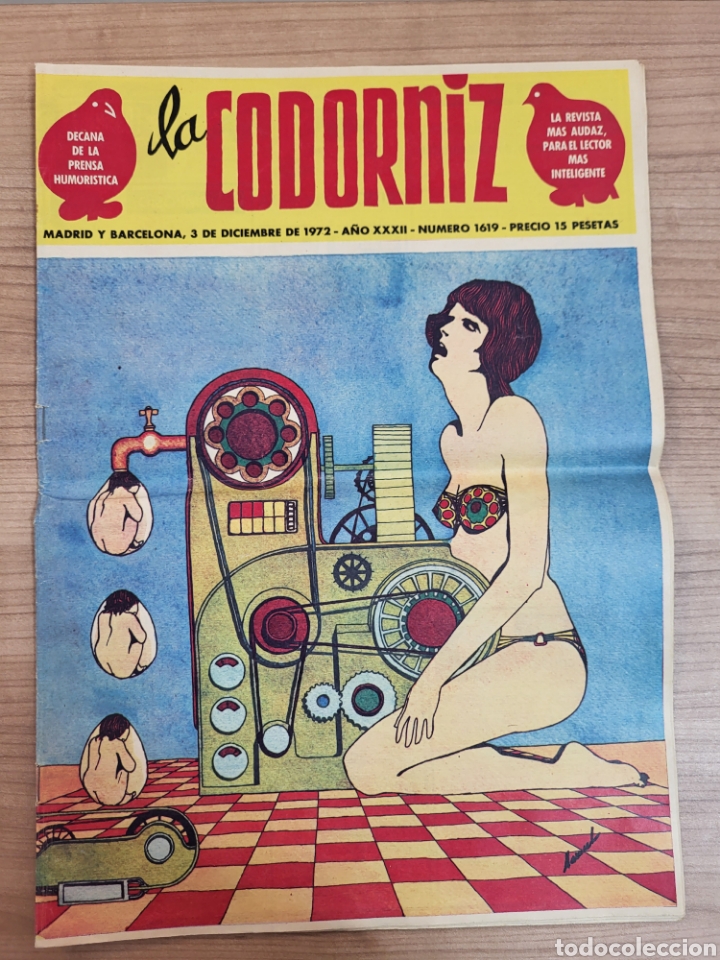 DECANA
DE LA
PRENSA
HUMORISTICA
la CODORNIZ
LA REVISTA
MAS AUDAZ,
PARA EL LECTOR
MAS
INTELIGENTE
MADRID Y BARCELONA, 3 DE DICIEMBRE DE 1972 - AÑO XXXII - NUMERO 1619 - PRECIO 15 PESETAS
todocoleccion